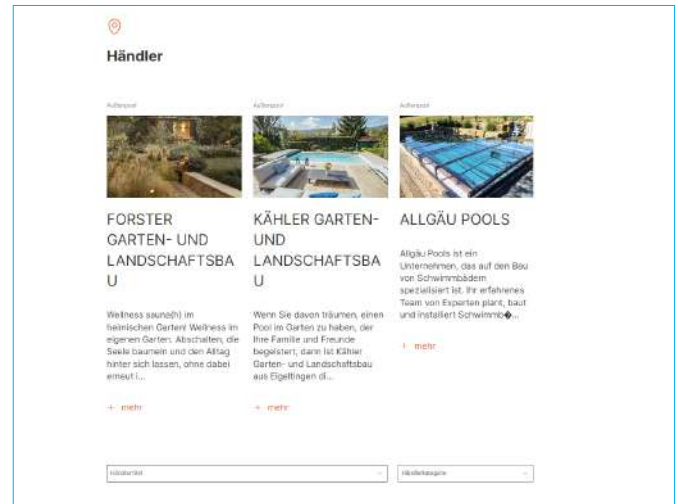 Händler
Außenpool
Außenpool
Außenpool
FORSTER
GARTEN- UND
LANDSCHAFTSBA
U
Wellness sauna(h) im
heimischen Garten! Wellness im
eigenen Garten. Abschalten, die
Seele baumeln und den Alltag
hinter sich lassen, ohne dabei
erneut i...
+ mehr
KÄHLER GARTEN-
UND
LANDSCHAFTSBA
U
Wenn Sie davon träumen, einen
Pool im Garten zu haben, der
Ihre Familie und Freunde
begeistert, dann ist Kähler
Garten- und Landschaftsbau
aus Eigeltingen di...
+ mehr
ALLGÄU POOLS
Allgäu Pools ist ein
Unternehmen, das auf den Bau
von Schwimmbädern
spezialisiert ist. Ihr erfahrenes
Team von Experten plant, baut
und installiert Schwimmb�...
+ mehr
Händlerkategorie